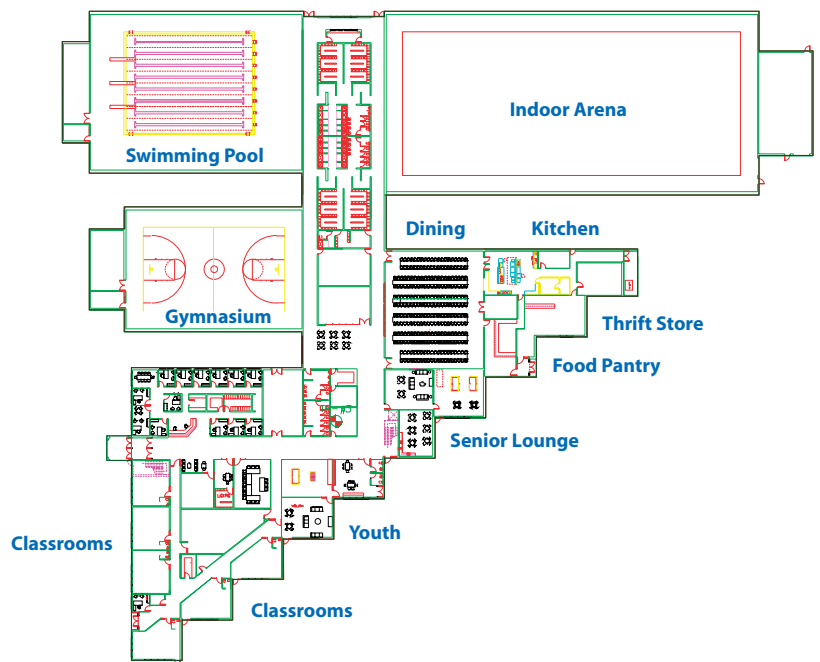 Indoor Arena
Swimming Pool
Dining
Kitchen
Gymnasium
Thrift Store
Food Pantry
Senior Lounge
Youth
Classrooms
Classrooms